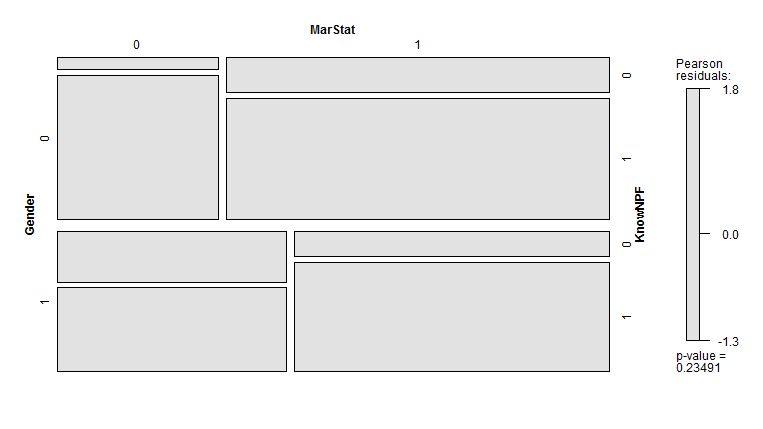 MarStat
0 1
Gender
0
1
0
1
0
1
KnowNPF
Pearson
residuals:
1.8
0.0
-1.3
p-value =
0.23491